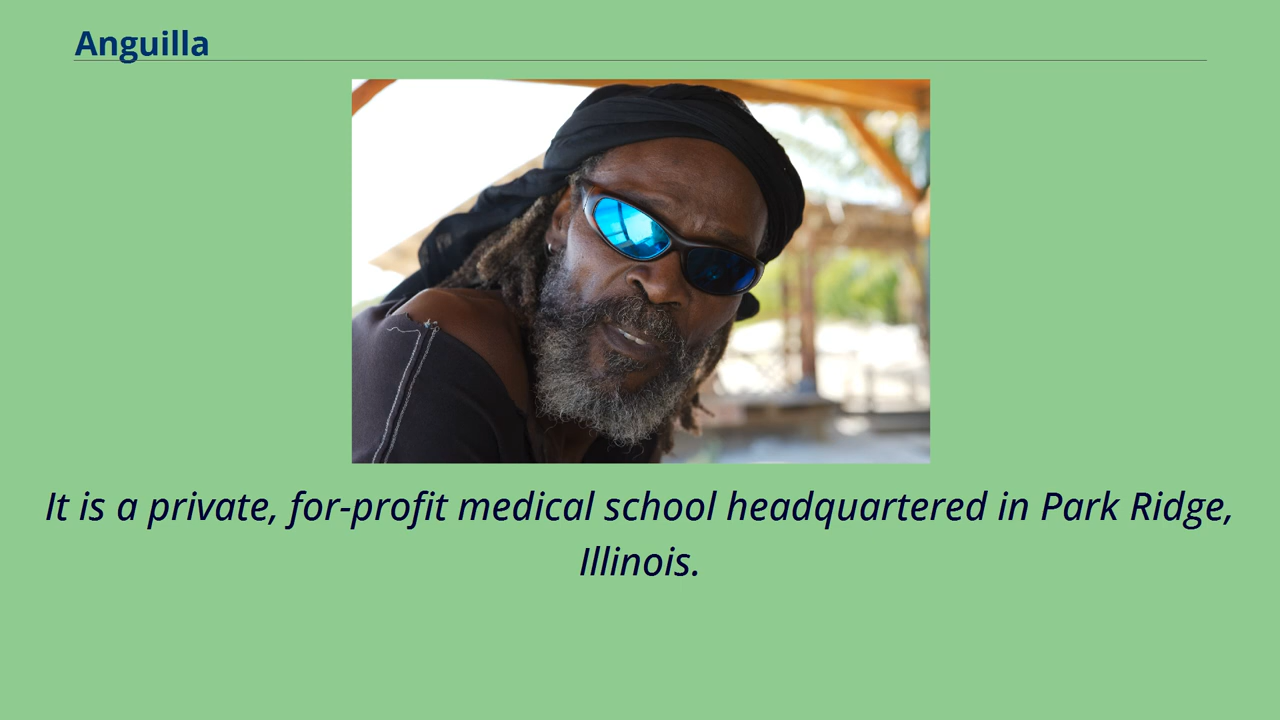 Anguilla
It is a private, for-profit medical school headquartered in Park Ridge,
Illinois.